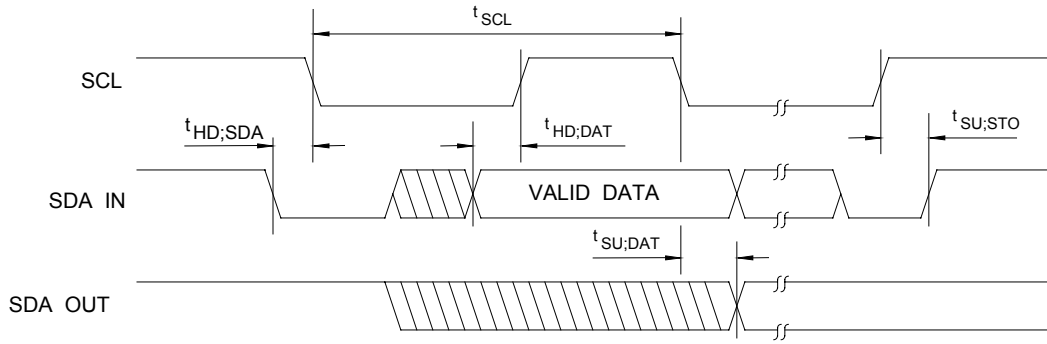 tSCL
SCL
tHD;SDA
tHD;DAT
tSU;STO
SDA IN
VALID DATA
tSU;DAT
SDA OUT